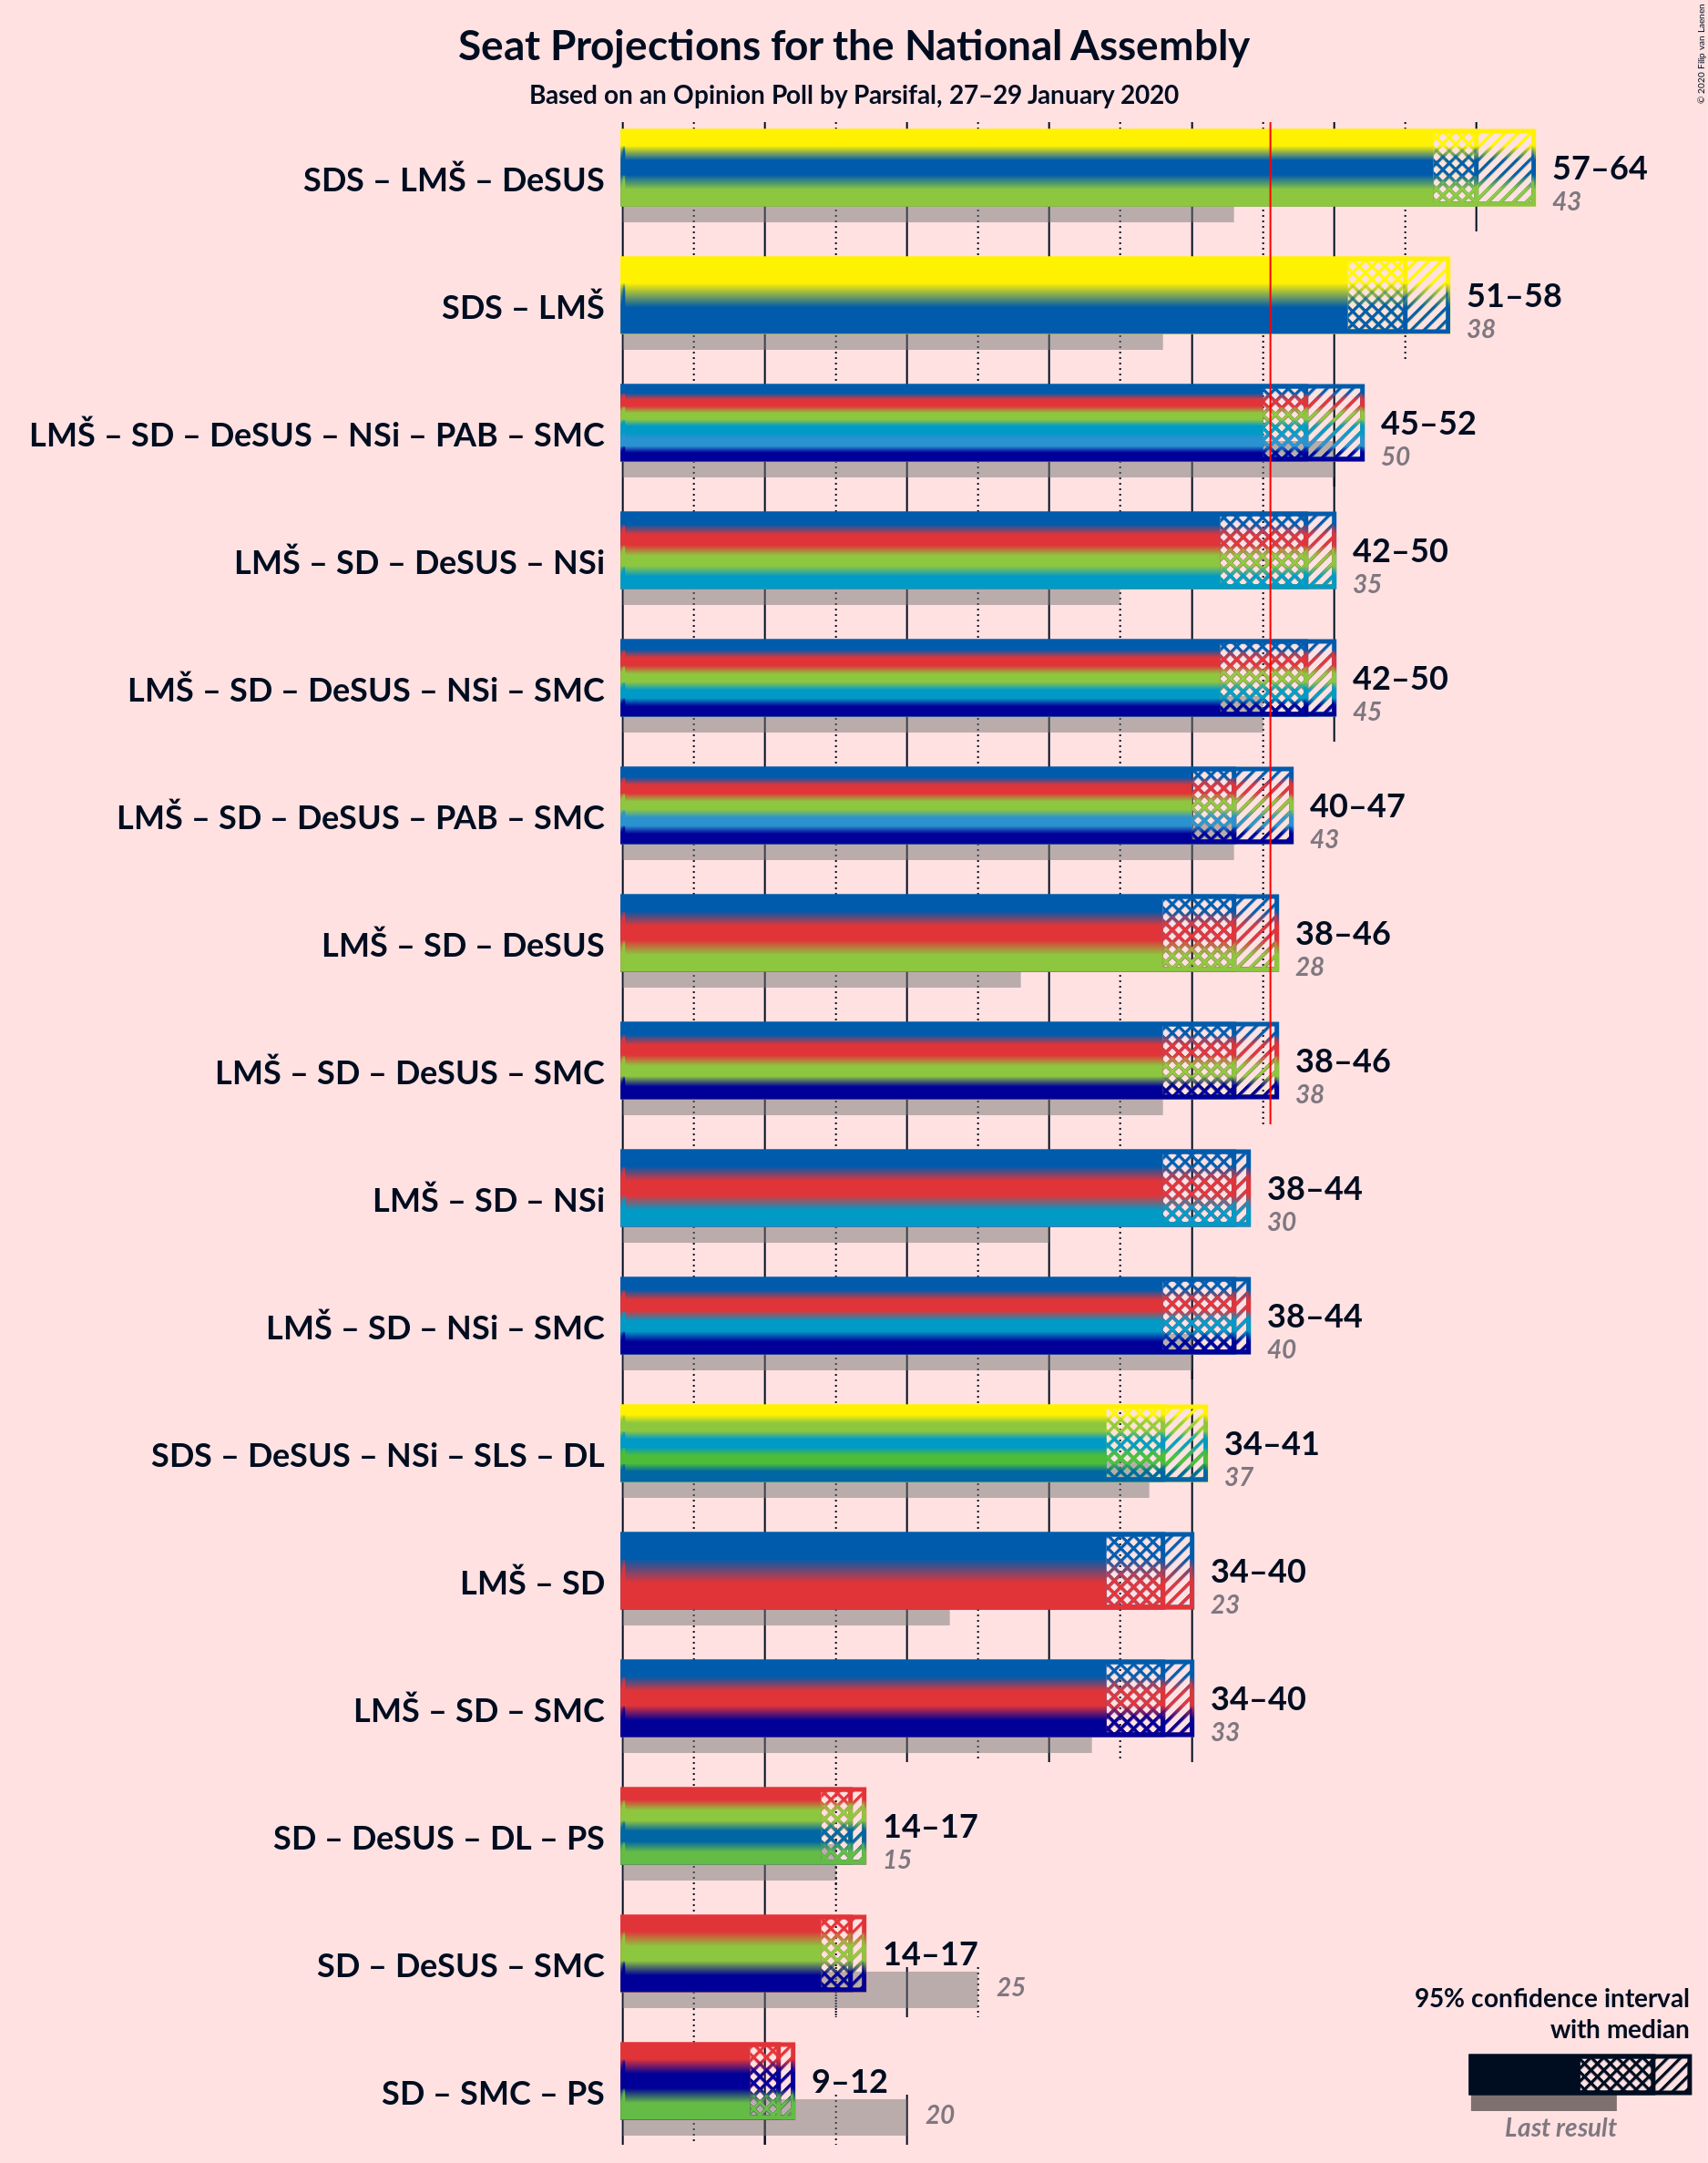 Seat Projections for the National Assembly
Based on an Opinion Poll by Parsifal, 27–29 January 2020
© 2020 Filip van Laenen
SDS – LMŠ – DeSUS
57–64
43
SDS – LMŠ
51–58
38
LMŠ – SD – DeSUS – NSi – PAB – SMC
45–52
50
LMŠ – SD – DeSUS – NSi
42–50
35
LMŠ – SD – DeSUS – NSi – SMC
42–50
45
LMŠ – SD – DeSUS – PAB – SMC
40–47
43
LMŠ – SD – DeSUS
38–46
28
LMŠ – SD – DeSUS – SMC
38–46
38
LMŠ – SD – NSi
38–44
30
LMŠ – SD – NSi – SMC
38–44
40
SDS – DeSUS – NSi – SLS – DL
34–41
37
LMŠ – SD
34–40
23
LMŠ – SD – SMC
34–40
33
SD – DeSUS – DL – PS
14–17
15
SD – DeSUS – SMC
14–17
25
SD – SMC – PS
9–12
20
95% confidence interval
with median
Last result